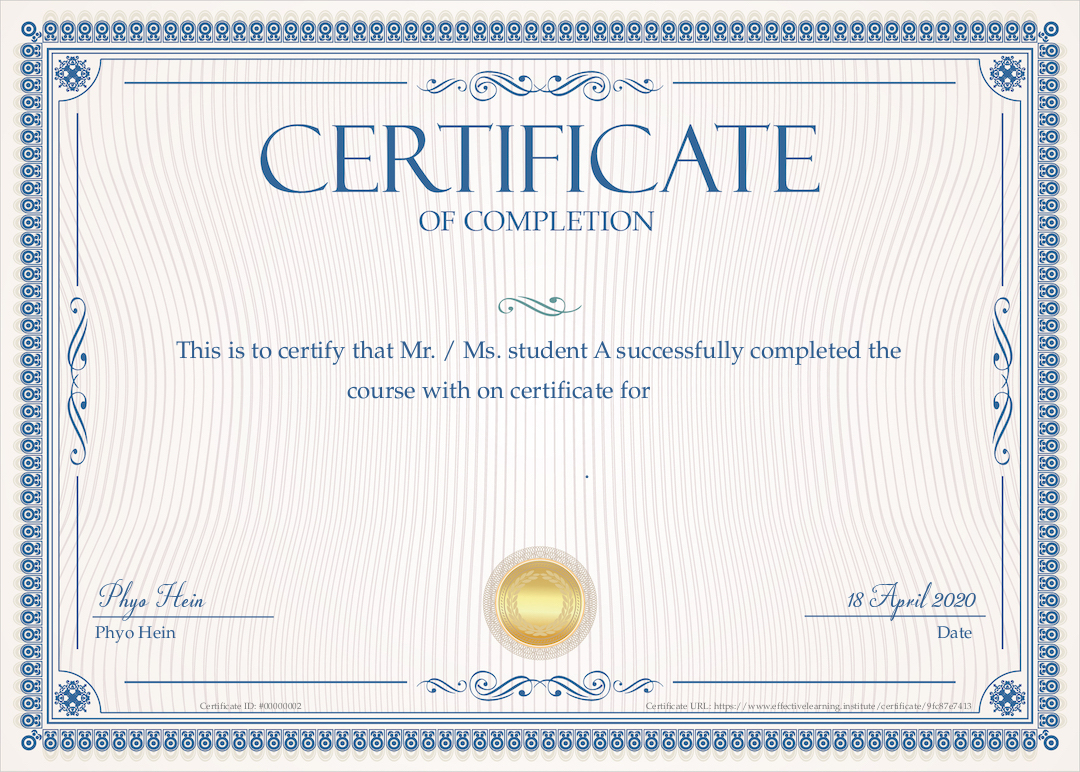 CERTIFICATE
OF COMPLETION
This is to certify that Mr. / Ms. student A successfully completed the
course with on certificate for
.
Phyo Hein
Phyo Hein
18 April 2020
Date
Certificate ID: #00000002
Certificate URL: https://www.effectivelearning.institute/certificate/9fc87e7413